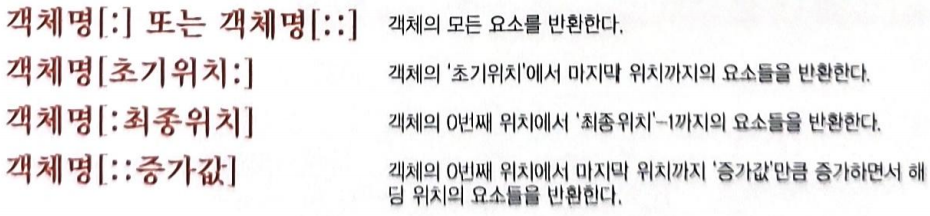 객체명[:] 또는 객체명[::] 객체의 모든 요소를 반환한다.
객체명[초기위치:] 객체의 '초기위치'에서 마지막 위치까지의 요소들을 반환한다.
객체명[:최종위치] 객체의 0번째 위치에서 '최종위치'-1까지의 요소들을 반환한다.
객체명[::증가값] 객체의 0번째 위치에서 마지막 위치까지 '증가값'만큼 증가하면서 해
딩 위치의 요소들을 반환한다.